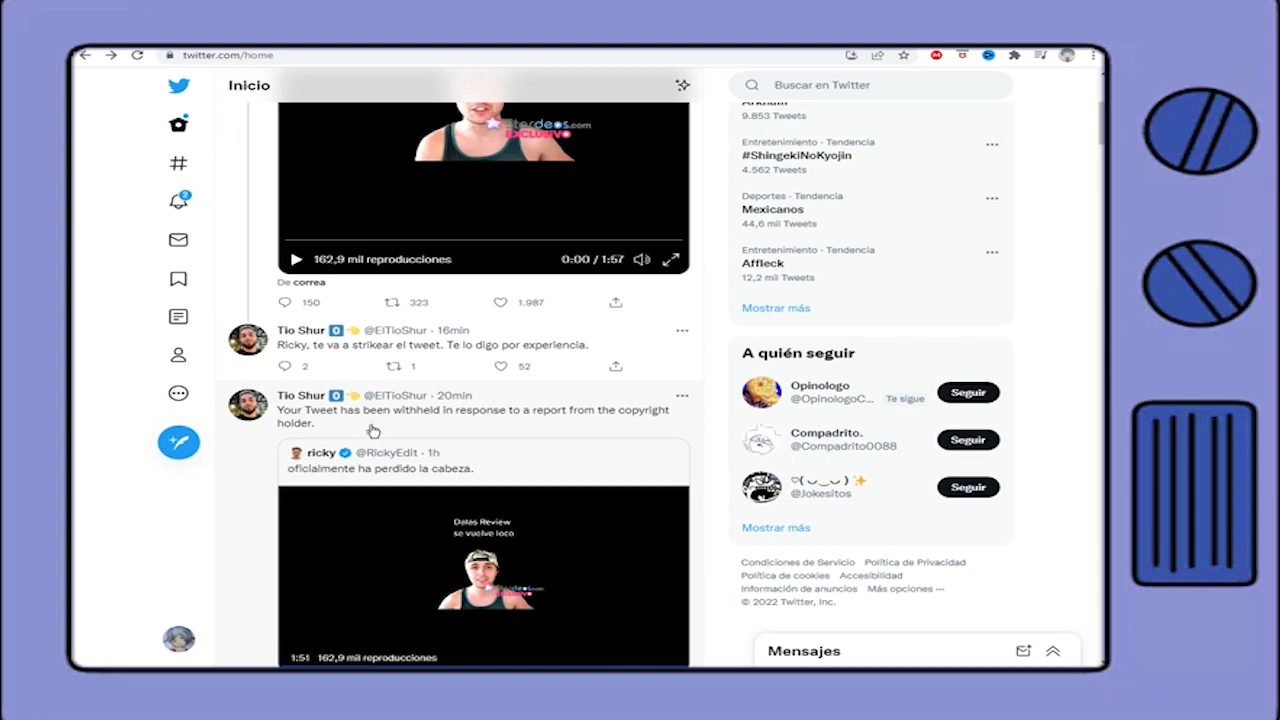 twitter.com/home
Inicio
Buscar en Twitter
EXCLUSIVO
162,9 mil reproducciones
0:00 / 1:57
De correa
150 323 1.987
Tio Shur 0 @ElTioShur · 16min
Ricky, te va a strikear el tweet. Te lo digo por experiencia.
2 1 52
Tio Shur 0 @ElTioShur · 20min
Your Tweet has been withheld in response to a report from the copyright
holder.
ricky @RickyEdit · 1h
oficialmente ha perdido la cabeza.
Dalas Review
se vuelve loco
1:51 162,9 mil reproducciones
2
9.853 Tweets
Entretenimiento · Tendencia
#ShingekiNoKyojin
4.562 Tweets
Deportes · Tendencia
Mexicanos
44,6 mil Tweets
Entretenimiento · Tendencia
Affleck
12,2 mil Tweets
Mostrar más
A quién seguir
Opinologo
@OpinologoC... Te sigue
Seguir
Compadrito.
@Compadrito0088
Seguir
@Jokesitos
Seguir
Mostrar más
Condiciones de Servicio Política de Privacidad
Política de cookies Accesibilidad
Información de anuncios Más opciones ···
© 2022 Twitter, Inc.
Mensajes